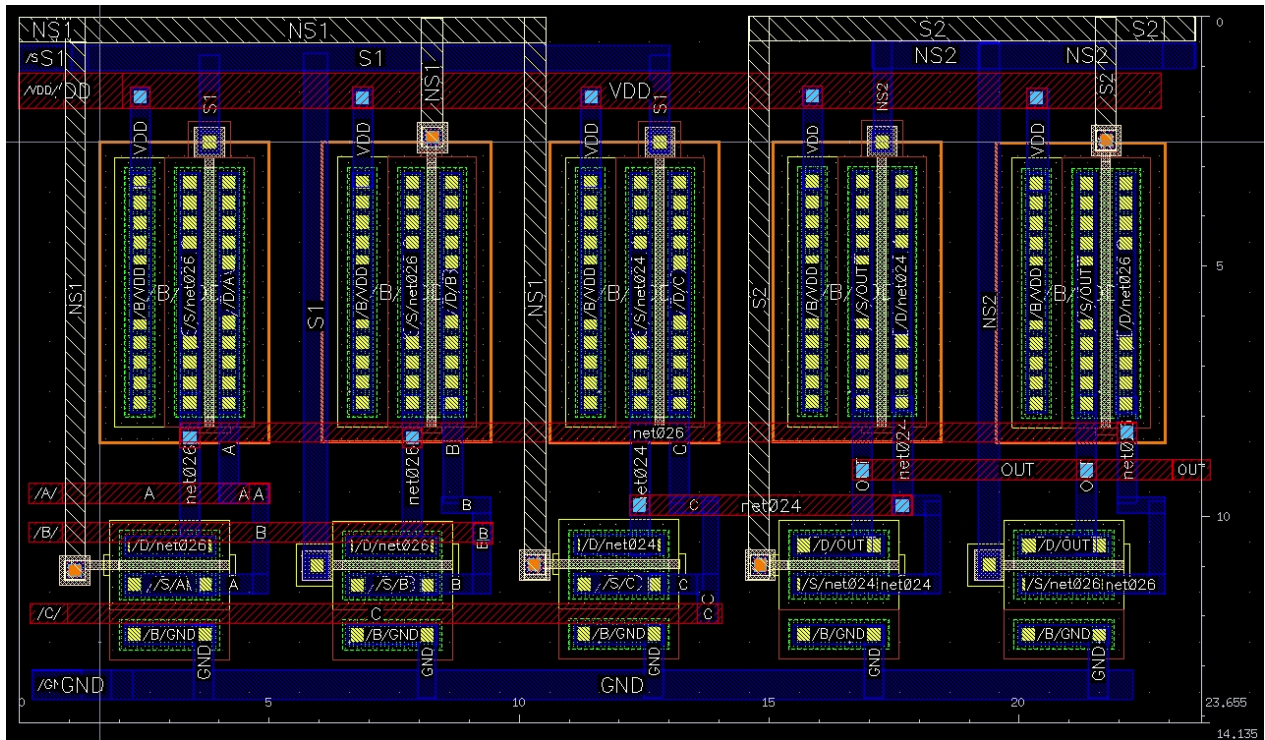 NS1 NS1 S2 S2 0
S1 S1 NS2 NS2
/VDD/ VDD VDD
S1 NS1 S1 NS2 S2
VDD VDD VDD VDD VDD
/B/VDD /S/net026 /D/A /B/VDD /S/net026 /D/B /B/VDD /S/net024 /D/C /B/VDD /S/OUT /D/net024 /B/VDD /S/OUT /D/net026 5
NS1 S1 NS1 S2 NS2
net026
net026 A net026 B net024 C OUT net024 OUT net026
OUT OUT
/A/ A A A
B C net024
10
/B/ B B B
/D/net026 /D/net026 /D/net024 /D/OUT /D/OUT
/S/A A /S/B B /S/C C /S/net024 net024 /S/net026 net026
/C/ C C C
/B/GND /B/GND /B/GND /B/GND /B/GND
GND GND GND GND GND
GND GND
0 5 10 15 20 23.655
14.135